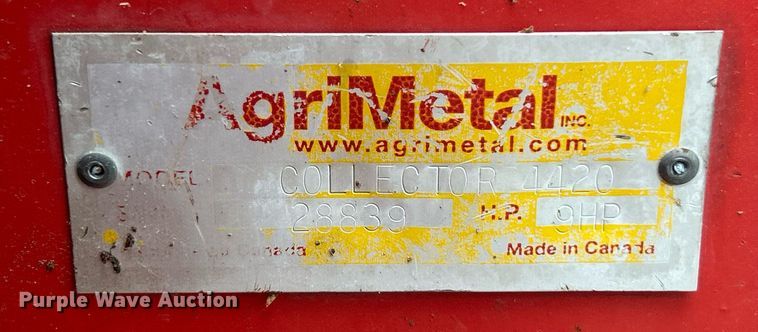 AgriMetal INC.
www.agrimetal.com
MODEL COLLECTOR 4420
28839 H.P. 9HP
Canada Made in Canada
Purple Wave Auction